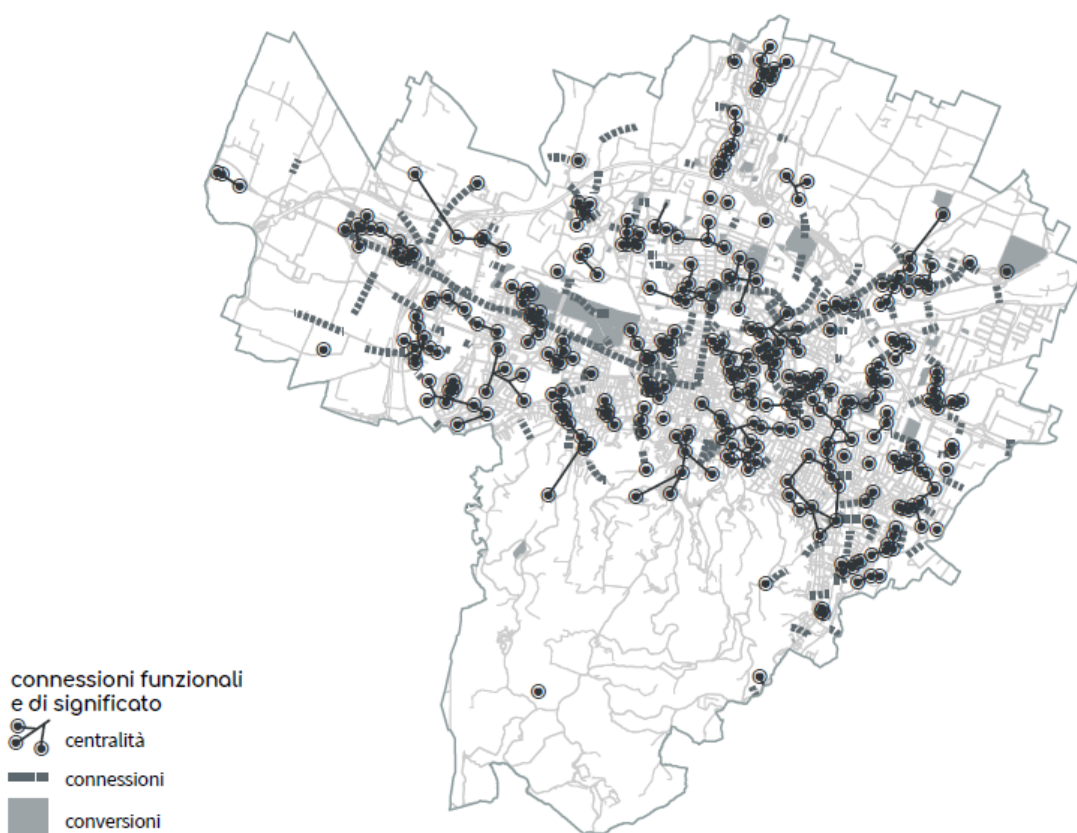 connessioni funzionali
e di significato
centralità
connessioni
conversioni